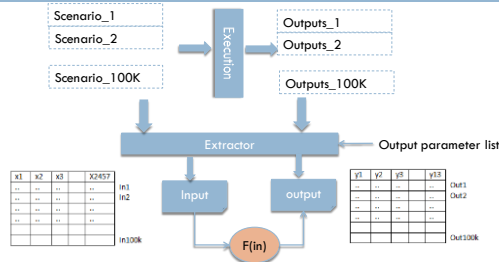 Scenario_1
Scenario_2
Scenario_100K
Execution
Outputs_1
Outputs_2
Outputs_100K
Extractor
Output parameter list
x1 x2 x3 X2457
.. .. .. .. In1
.. .. .. .. In2
.. .. .. ..
In100k
Input
output
F(in)
y1 y2 y3 y13
.. .. .. .. Out1
.. .. .. .. Out2
.. .. .. ..
Out100k